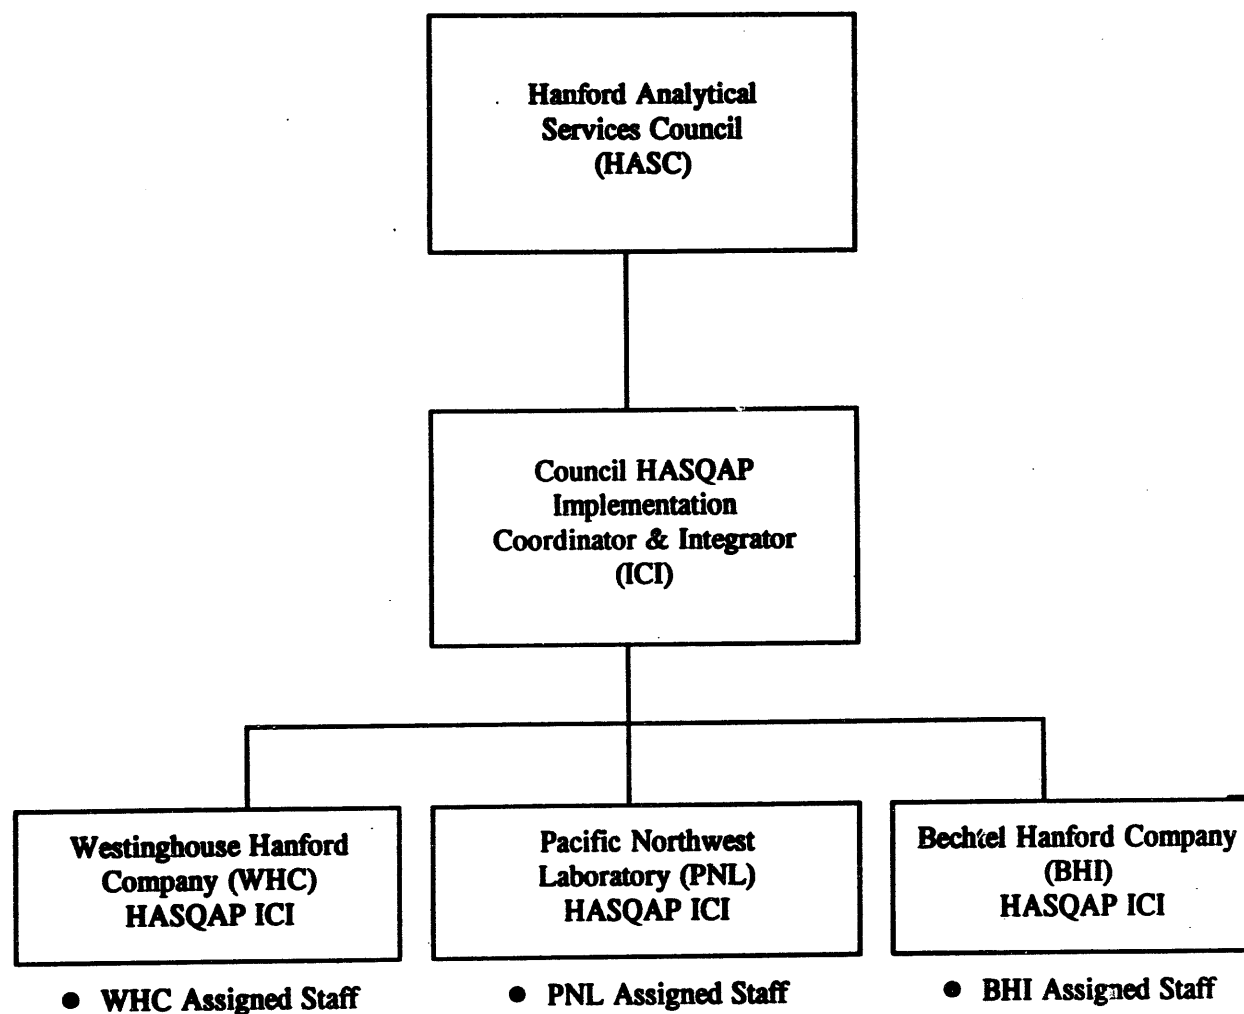 Hanford Analytical
Services Council
(HASC)
Council HASQAP
Implementation
Coordinator & Integrator
(ICI)
Westinghouse Hanford
Company (WHC)
HASQAP ICI
● WHC Assigned Staff
Pacific Northwest
Laboratory (PNL)
HASQAP ICI
● PNL Assigned Staff
Bechtel Hanford Company
(BHI)
HASQAP ICI
● BHI Assigned Staff